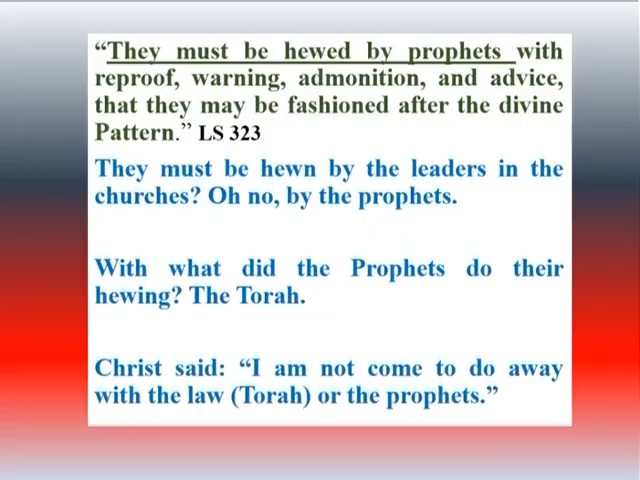 “They must be hewed by prophets with
reproof, warning, admonition, and advice,
that they may be fashioned after the divine
Pattern.” LS 323
They must be hewn by the leaders in the
churches? Oh no, by the prophets.
With what did the Prophets do their
hewing? The Torah.
Christ said: “I am not come to do away
with the law (Torah) or the prophets.”